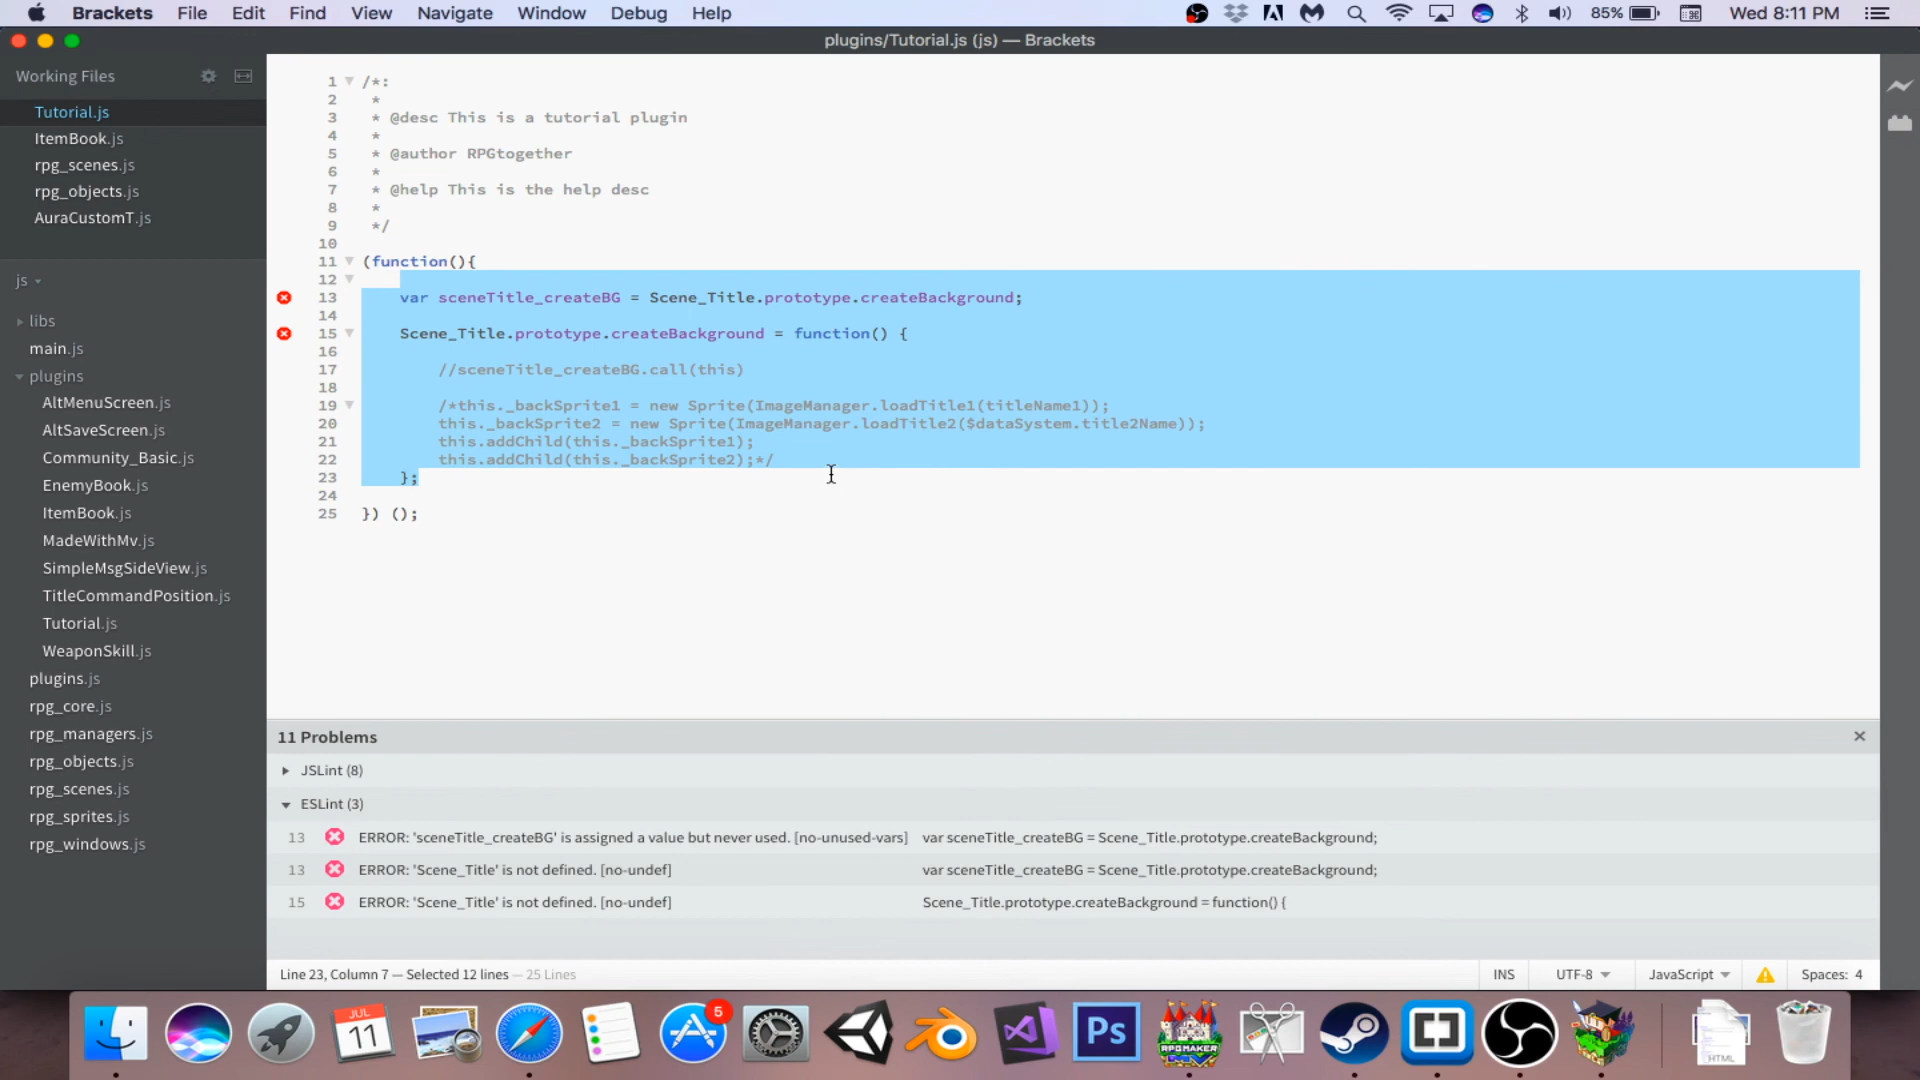 Brackets File Edit Find View Navigate Window Debug Help 85% Wed 8:11 PM
plugins/Tutorial.js (js) — Brackets
Working Files
Tutorial.js
ItemBook.js
rpg_scenes.js
rpg_objects.js
AuraCustomT.js
js
libs
main.js
plugins
AltMenuScreen.js
AltSaveScreen.js
Community_Basic.js
EnemyBook.js
ItemBook.js
MadeWithMv.js
SimpleMsgSideView.js
TitleCommandPosition.js
Tutorial.js
WeaponSkill.js
plugins.js
rpg_core.js
rpg_managers.js
rpg_objects.js
rpg_scenes.js
rpg_sprites.js
rpg_windows.js
1 /*:
2 *
3 * @desc This is a tutorial plugin
4 *
5 * @author RPGtogether
6 *
7 * @help This is the help desc
8 *
9 */
10
11 (function(){
12
13 var sceneTitle_createBG = Scene_Title.prototype.createBackground;
14
15 Scene_Title.prototype.createBackground = function() {
16
17 //sceneTitle_createBG.call(this)
18
19 /*this._backSprite1 = new Sprite(ImageManager.loadTitle1(titleName1));
20 this._backSprite2 = new Sprite(ImageManager.loadTitle2($dataSystem.title2Name));
21 this.addChild(this._backSprite1);
22 this.addChild(this._backSprite2);*/
23 };
24
25 }) ();
11 Problems
JSLint (8)
ESLint (3)
13 ERROR: 'sceneTitle_createBG' is assigned a value but never used. [no-unused-vars] var sceneTitle_createBG = Scene_Title.prototype.createBackground;
13 ERROR: 'Scene_Title' is not defined. [no-undef] var sceneTitle_createBG = Scene_Title.prototype.createBackground;
15 ERROR: 'Scene_Title' is not defined. [no-undef] Scene_Title.prototype.createBackground = function() {
Line 23, Column 7 — Selected 12 lines — 25 Lines INS UTF-8 JavaScript Spaces: 4
JUL
11
5
Ps
RPGMAKER
MV
HTML